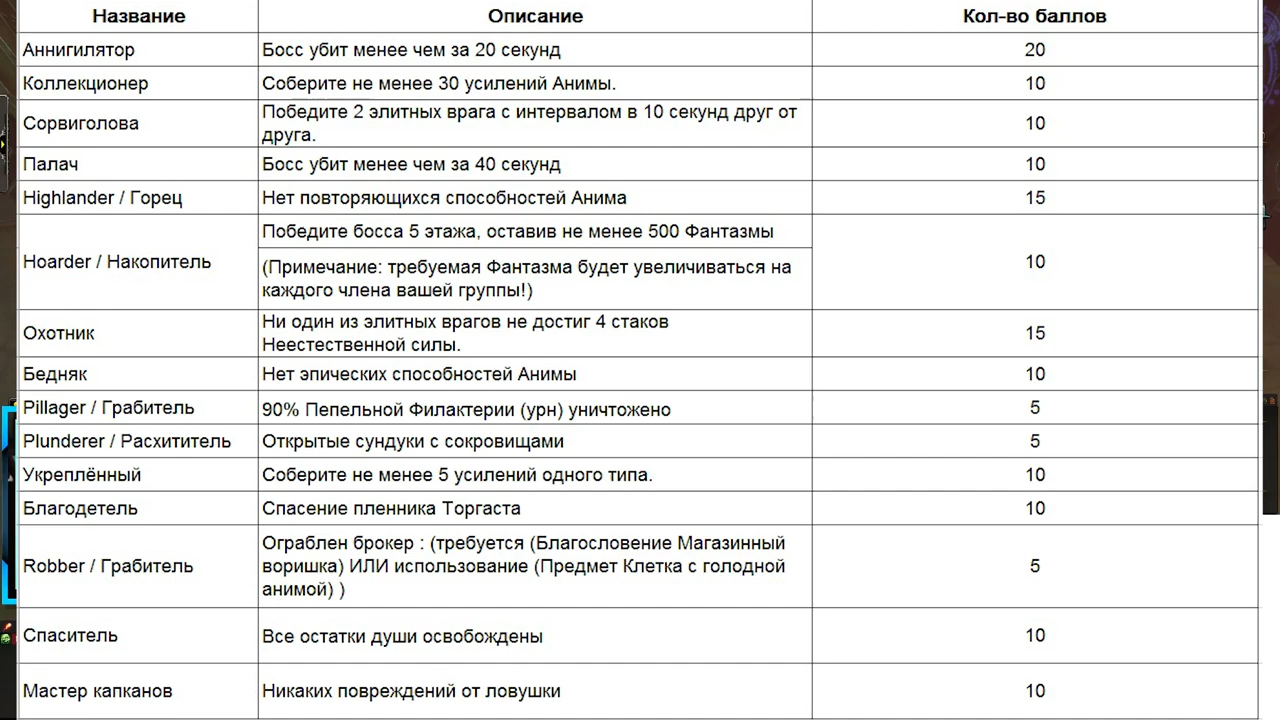 Название Описание Кол-во баллов
Аннигилятор Босс убит менее чем за 20 секунд 20
Коллекционер Соберите не менее 30 усилений Анимы. 10
Сорвиголова Победите 2 элитных врага с интервалом в 10 секунд друг от
друга. 10
Палач Босс убит менее чем за 40 секунд 10
Highlander / Горец Нет повторяющихся способностей Анима 15
Hoarder / Накопитель Победите босса 5 этажа, оставив не менее 500 Фантазмы
(Примечание: требуемая Фантазма будет увеличиваться на
каждого члена вашей группы!) 10
Охотник Ни один из элитных врагов не достиг 4 стаков
Неестественной силы. 15
Бедняк Нет эпических способностей Анимы 10
Pillager / Грабитель 90% Пепельной Филактерии (урн) уничтожено 5
Plunderer / Расхититель Открытые сундуки с сокровищами 5
Укреплённый Соберите не менее 5 усилений одного типа. 10
Благодетель Спасение пленника Торгаста 10
Robber / Грабитель Ограблен брокер : (требуется (Благословение Магазинный
воришка) ИЛИ использование (Предмет Клетка с голодной
анимой) ) 5
Спаситель Все остатки души освобождены 10
Мастер капканов Никаких повреждений от ловушки 10